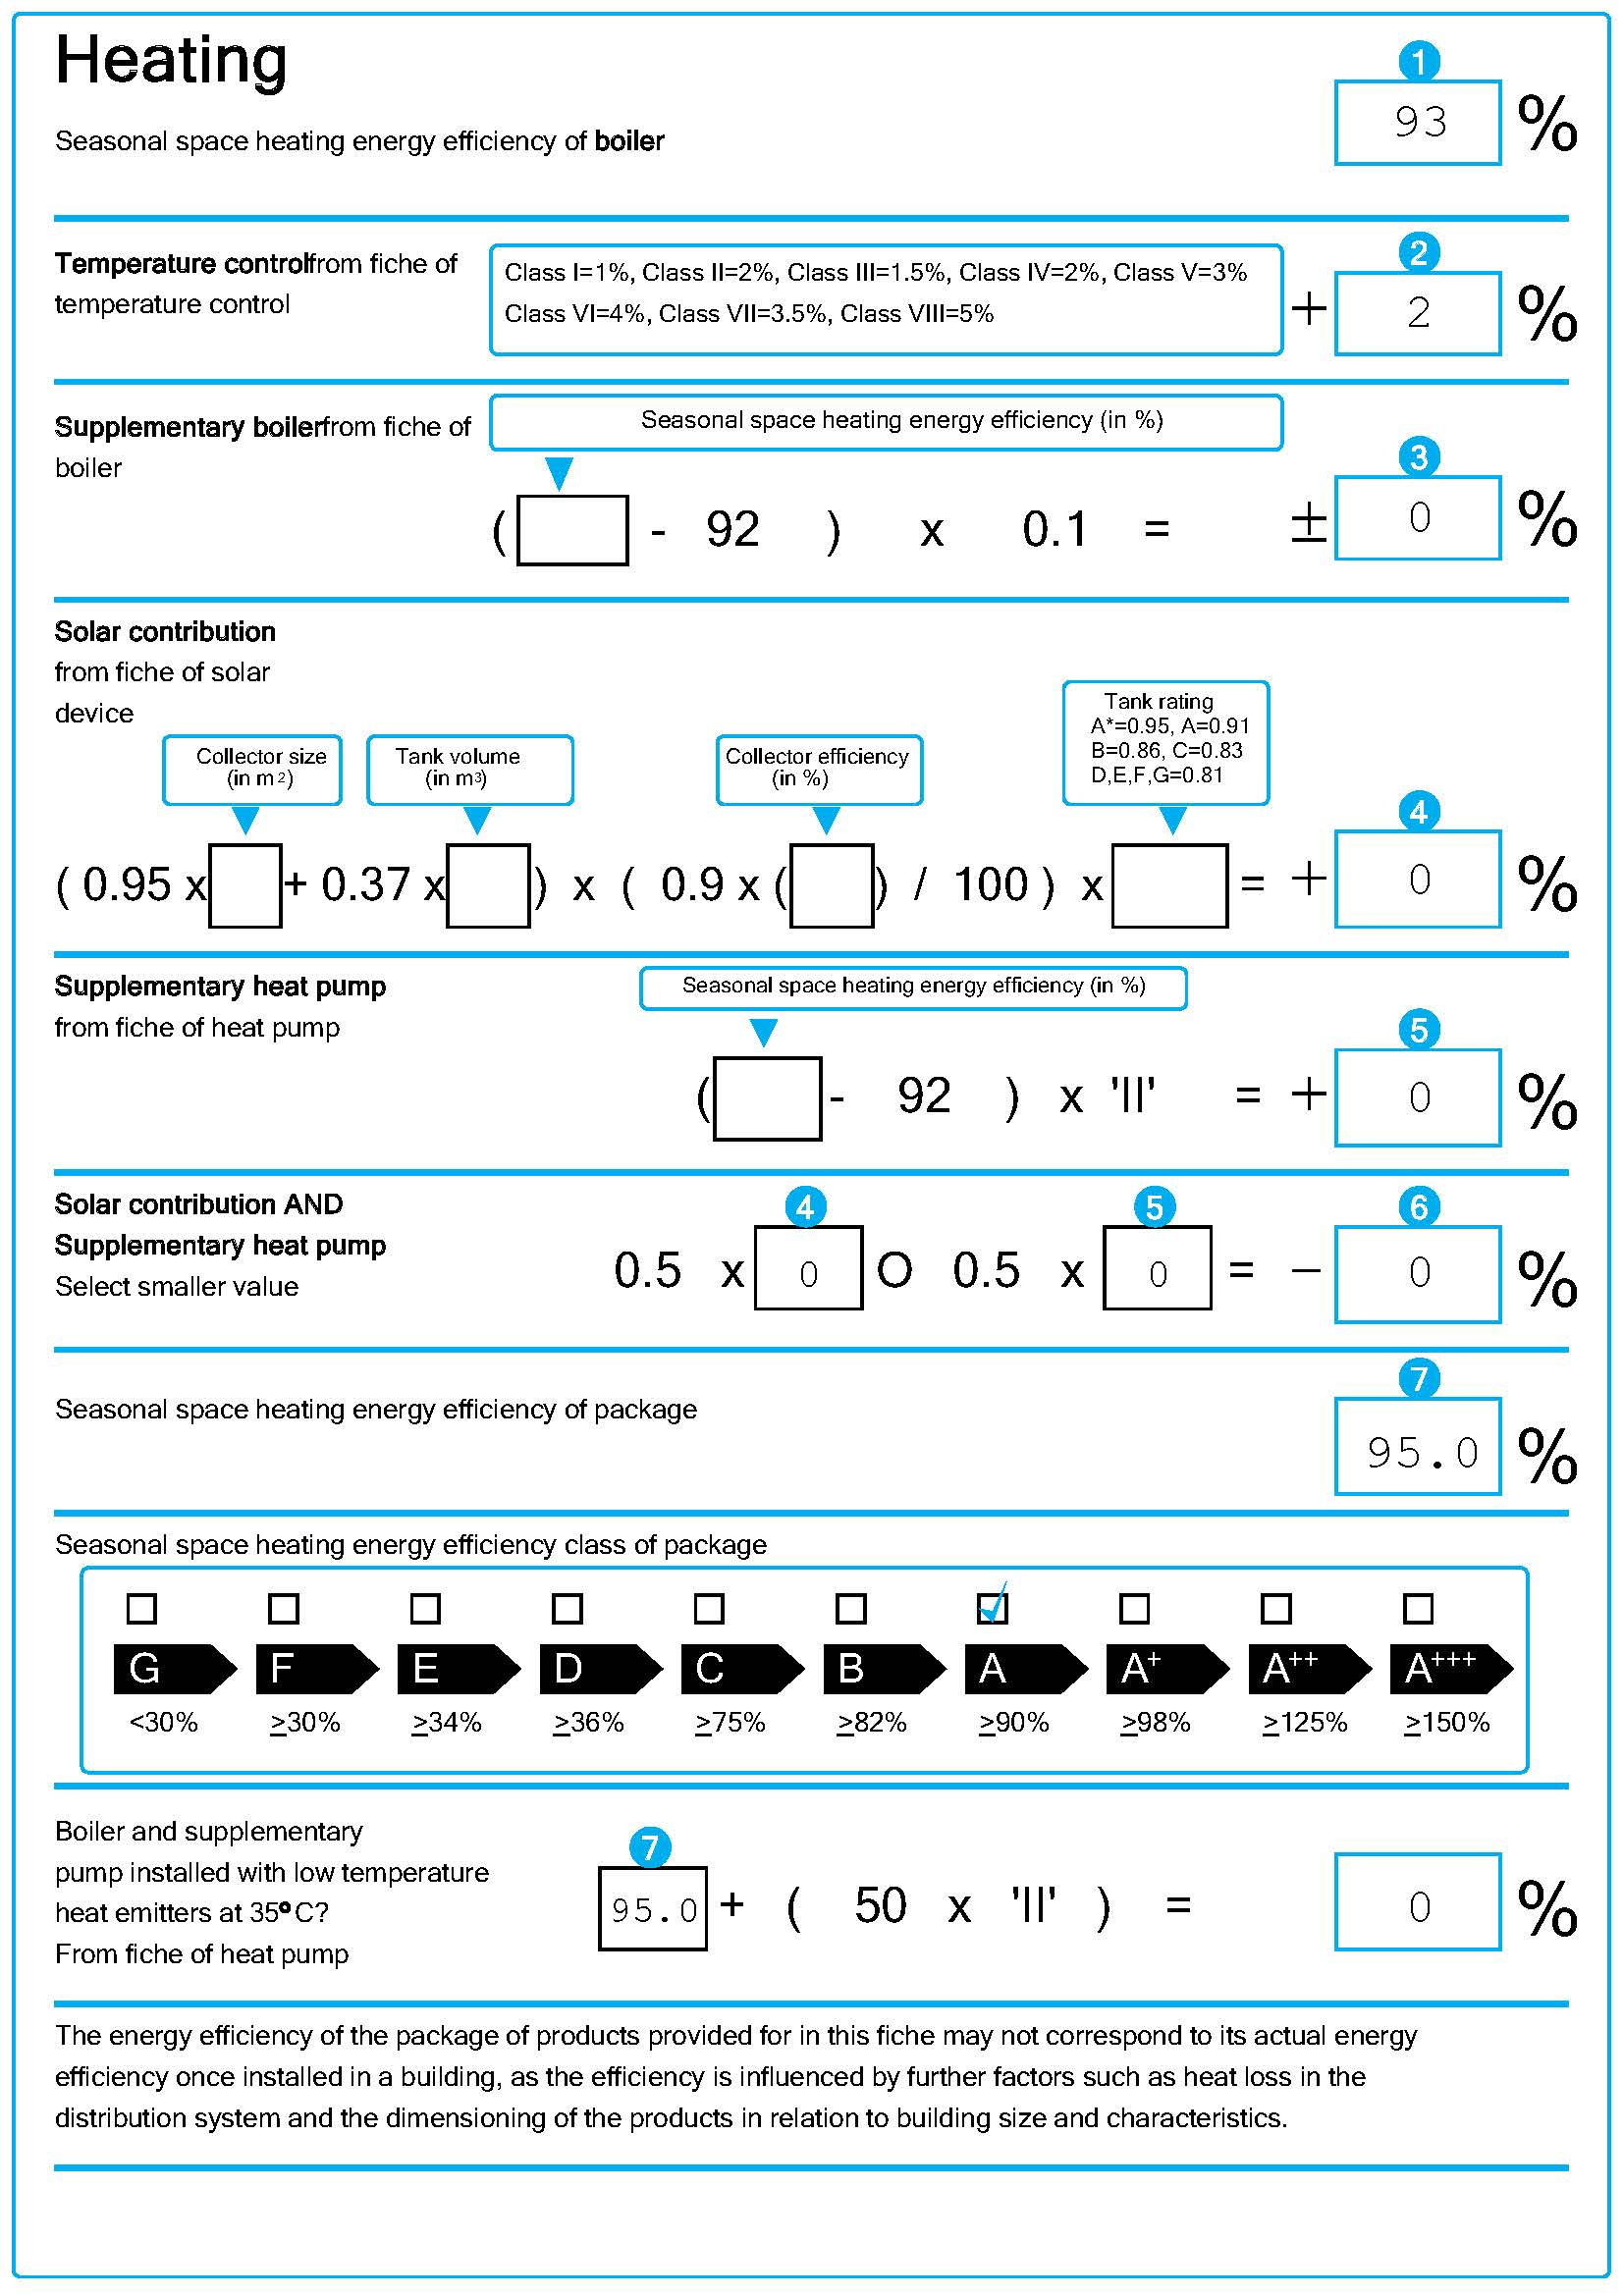 Heating
1
93 %
Seasonal space heating energy efficiency of boiler
2
Temperature controlfrom fiche of
temperature control
Class I=1%, Class II=2%, Class III=1.5%, Class IV=2%, Class V=3%
Class VI=4%, Class VII=3.5%, Class VIII=5%
+ 2 %
Supplementary boilerfrom fiche of
boiler
Seasonal space heating energy efficiency (in %)
3
( - 92 ) x 0.1 = ± 0 %
Solar contribution
from fiche of solar
device
Collector size
(in m2)
Tank volume
(in m3)
Collector efficiency
(in %)
Tank rating
A*=0.95, A=0.91
B=0.86, C=0.83
D,E,F,G=0.81
4
( 0.95 x + 0.37 x ) x ( 0.9 x ( ) / 100 ) x = + 0 %
Supplementary heat pump
from fiche of heat pump
Seasonal space heating energy efficiency (in %)
5
( - 92 ) x 'II' = + 0 %
Solar contribution AND
Supplementary heat pump
Select smaller value
4 5 6
0.5 x 0 O 0.5 x 0 = − 0 %
7
Seasonal space heating energy efficiency of package
95.0 %
Seasonal space heating energy efficiency class of package
G F E D C B A A+ A++ A+++
<30% ≥30% ≥34% ≥36% ≥75% ≥82% ≥90% ≥98% ≥125% ≥150%
Boiler and supplementary
pump installed with low temperature
heat emitters at 35°C?
From fiche of heat pump
7
95.0 + ( 50 x 'II' ) = 0 %
The energy efficiency of the package of products provided for in this fiche may not correspond to its actual energy
efficiency once installed in a building, as the efficiency is influenced by further factors such as heat loss in the
distribution system and the dimensioning of the products in relation to building size and characteristics.